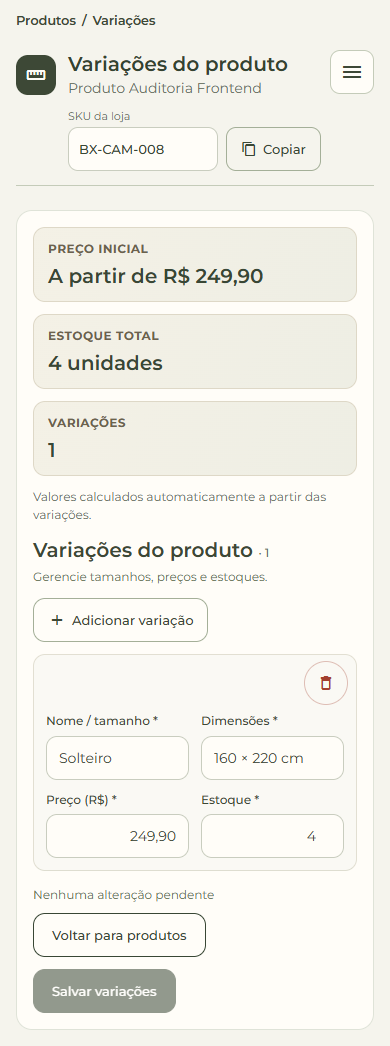 Produtos / Variações
Variações do produto
Produto Auditoria Frontend
SKU da loja
BX-CAM-008
Copiar
PREÇO INICIAL
A partir de R$ 249,90
ESTOQUE TOTAL
4 unidades
VARIAÇÕES
1
Valores calculados automaticamente a partir das
variações.
Variações do produto · 1
Gerencie tamanhos, preços e estoques.
+ Adicionar variação
Nome / tamanho * Dimensões *
Solteiro 160 × 220 cm
Preço (R$) * Estoque *
249,90 4
Nenhuma alteração pendente
Voltar para produtos
Salvar variações